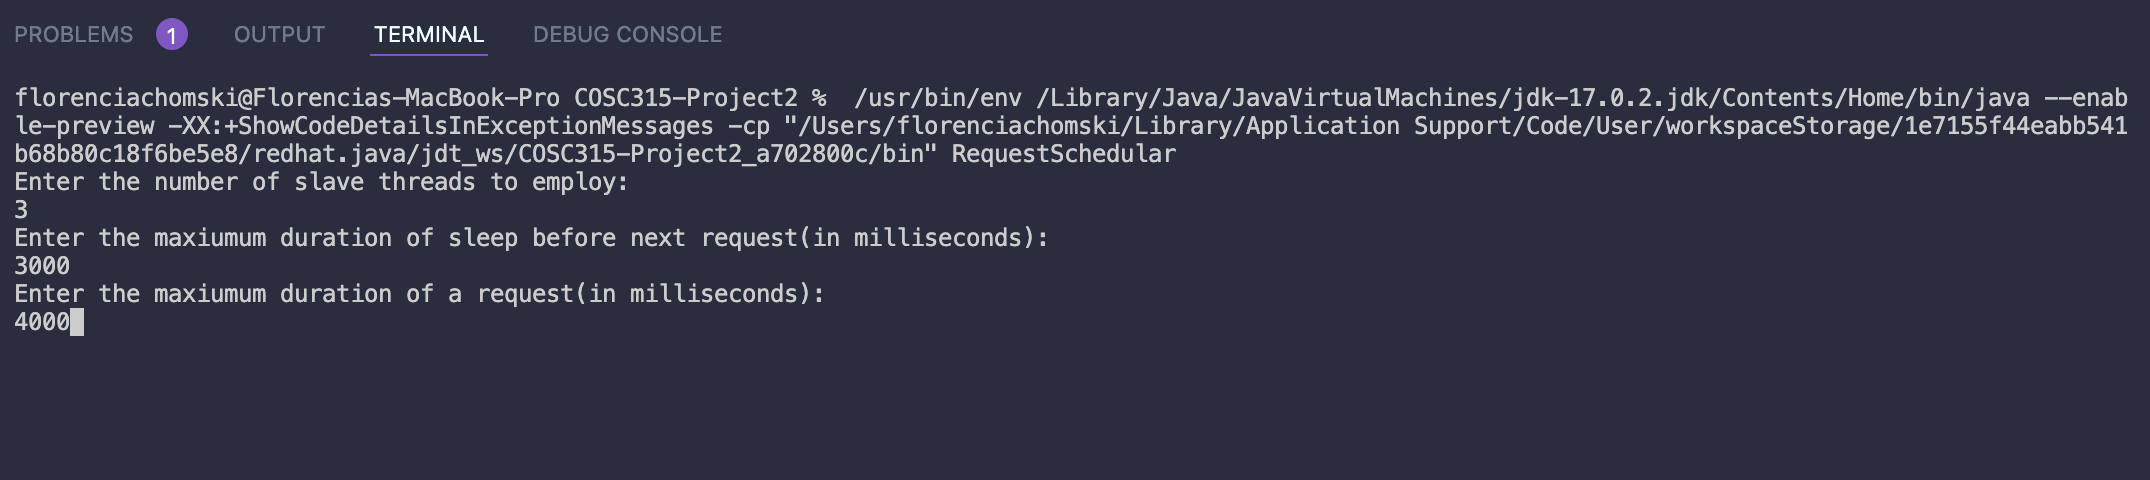 PROBLEMS 1 OUTPUT TERMINAL DEBUG CONSOLE
florenciachomski@Florencias-MacBook-Pro COSC315-Project2 %  /usr/bin/env /Library/Java/JavaVirtualMachines/jdk-17.0.2.jdk/Contents/Home/bin/java --enab
le-preview -XX:+ShowCodeDetailsInExceptionMessages -cp "/Users/florenciachomski/Library/Application Support/Code/User/workspaceStorage/1e7155f44eabb541
b68b80c18f6be5e8/redhat.java/jdt_ws/COSC315-Project2_a702800c/bin" RequestSchedular
Enter the number of slave threads to employ:
3
Enter the maxiumum duration of sleep before next request(in milliseconds):
3000
Enter the maxiumum duration of a request(in milliseconds):
4000